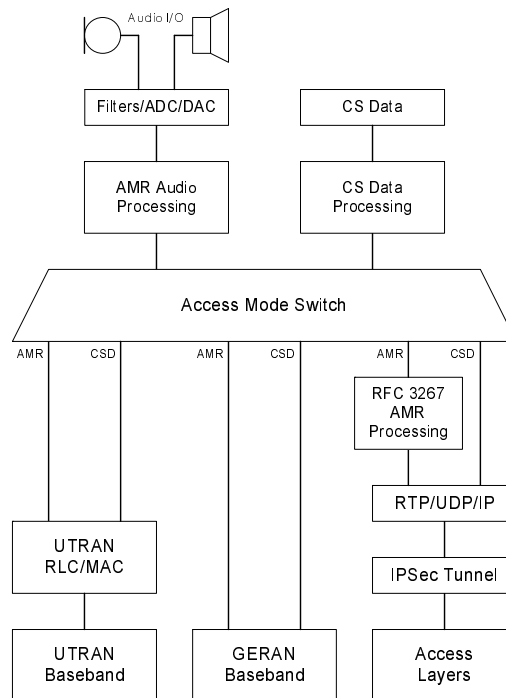 Audio I/O
Filters/ADC/DAC
CS Data
AMR Audio
Processing
CS Data
Processing
Access Mode Switch
AMR
CSD
AMR
CSD
AMR
CSD
RFC 3267
AMR
Processing
RTP/UDP/IP
UTRAN
RLC/MAC
IPSec Tunnel
UTRAN
Baseband
GERAN
Baseband
Access
Layers